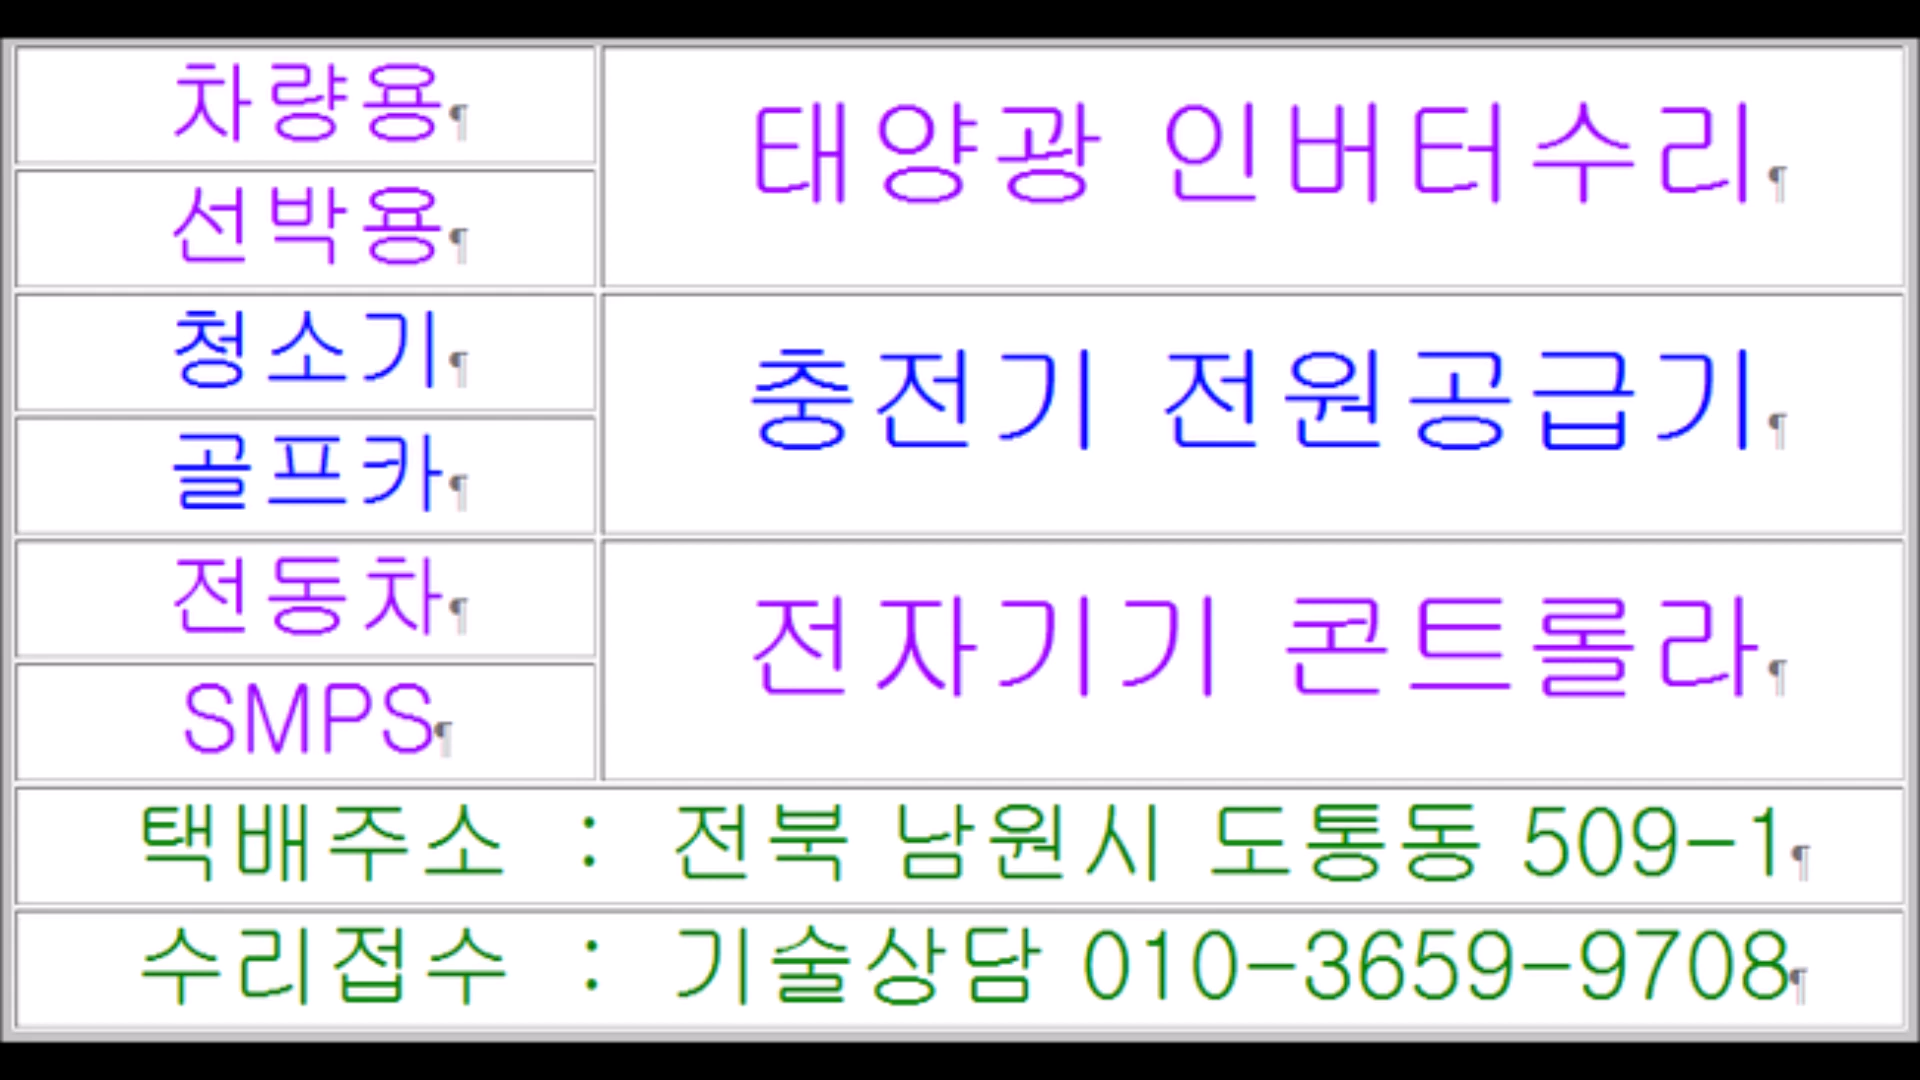 차량용
태양광 인버터수리
선박용
청소기
충전기 전원공급기
골프카
전동차
전자기기 콘트롤라
SMPS
택배주소 : 전북 남원시 도통동 509-1
수리접수 : 기술상담 010-3659-9708